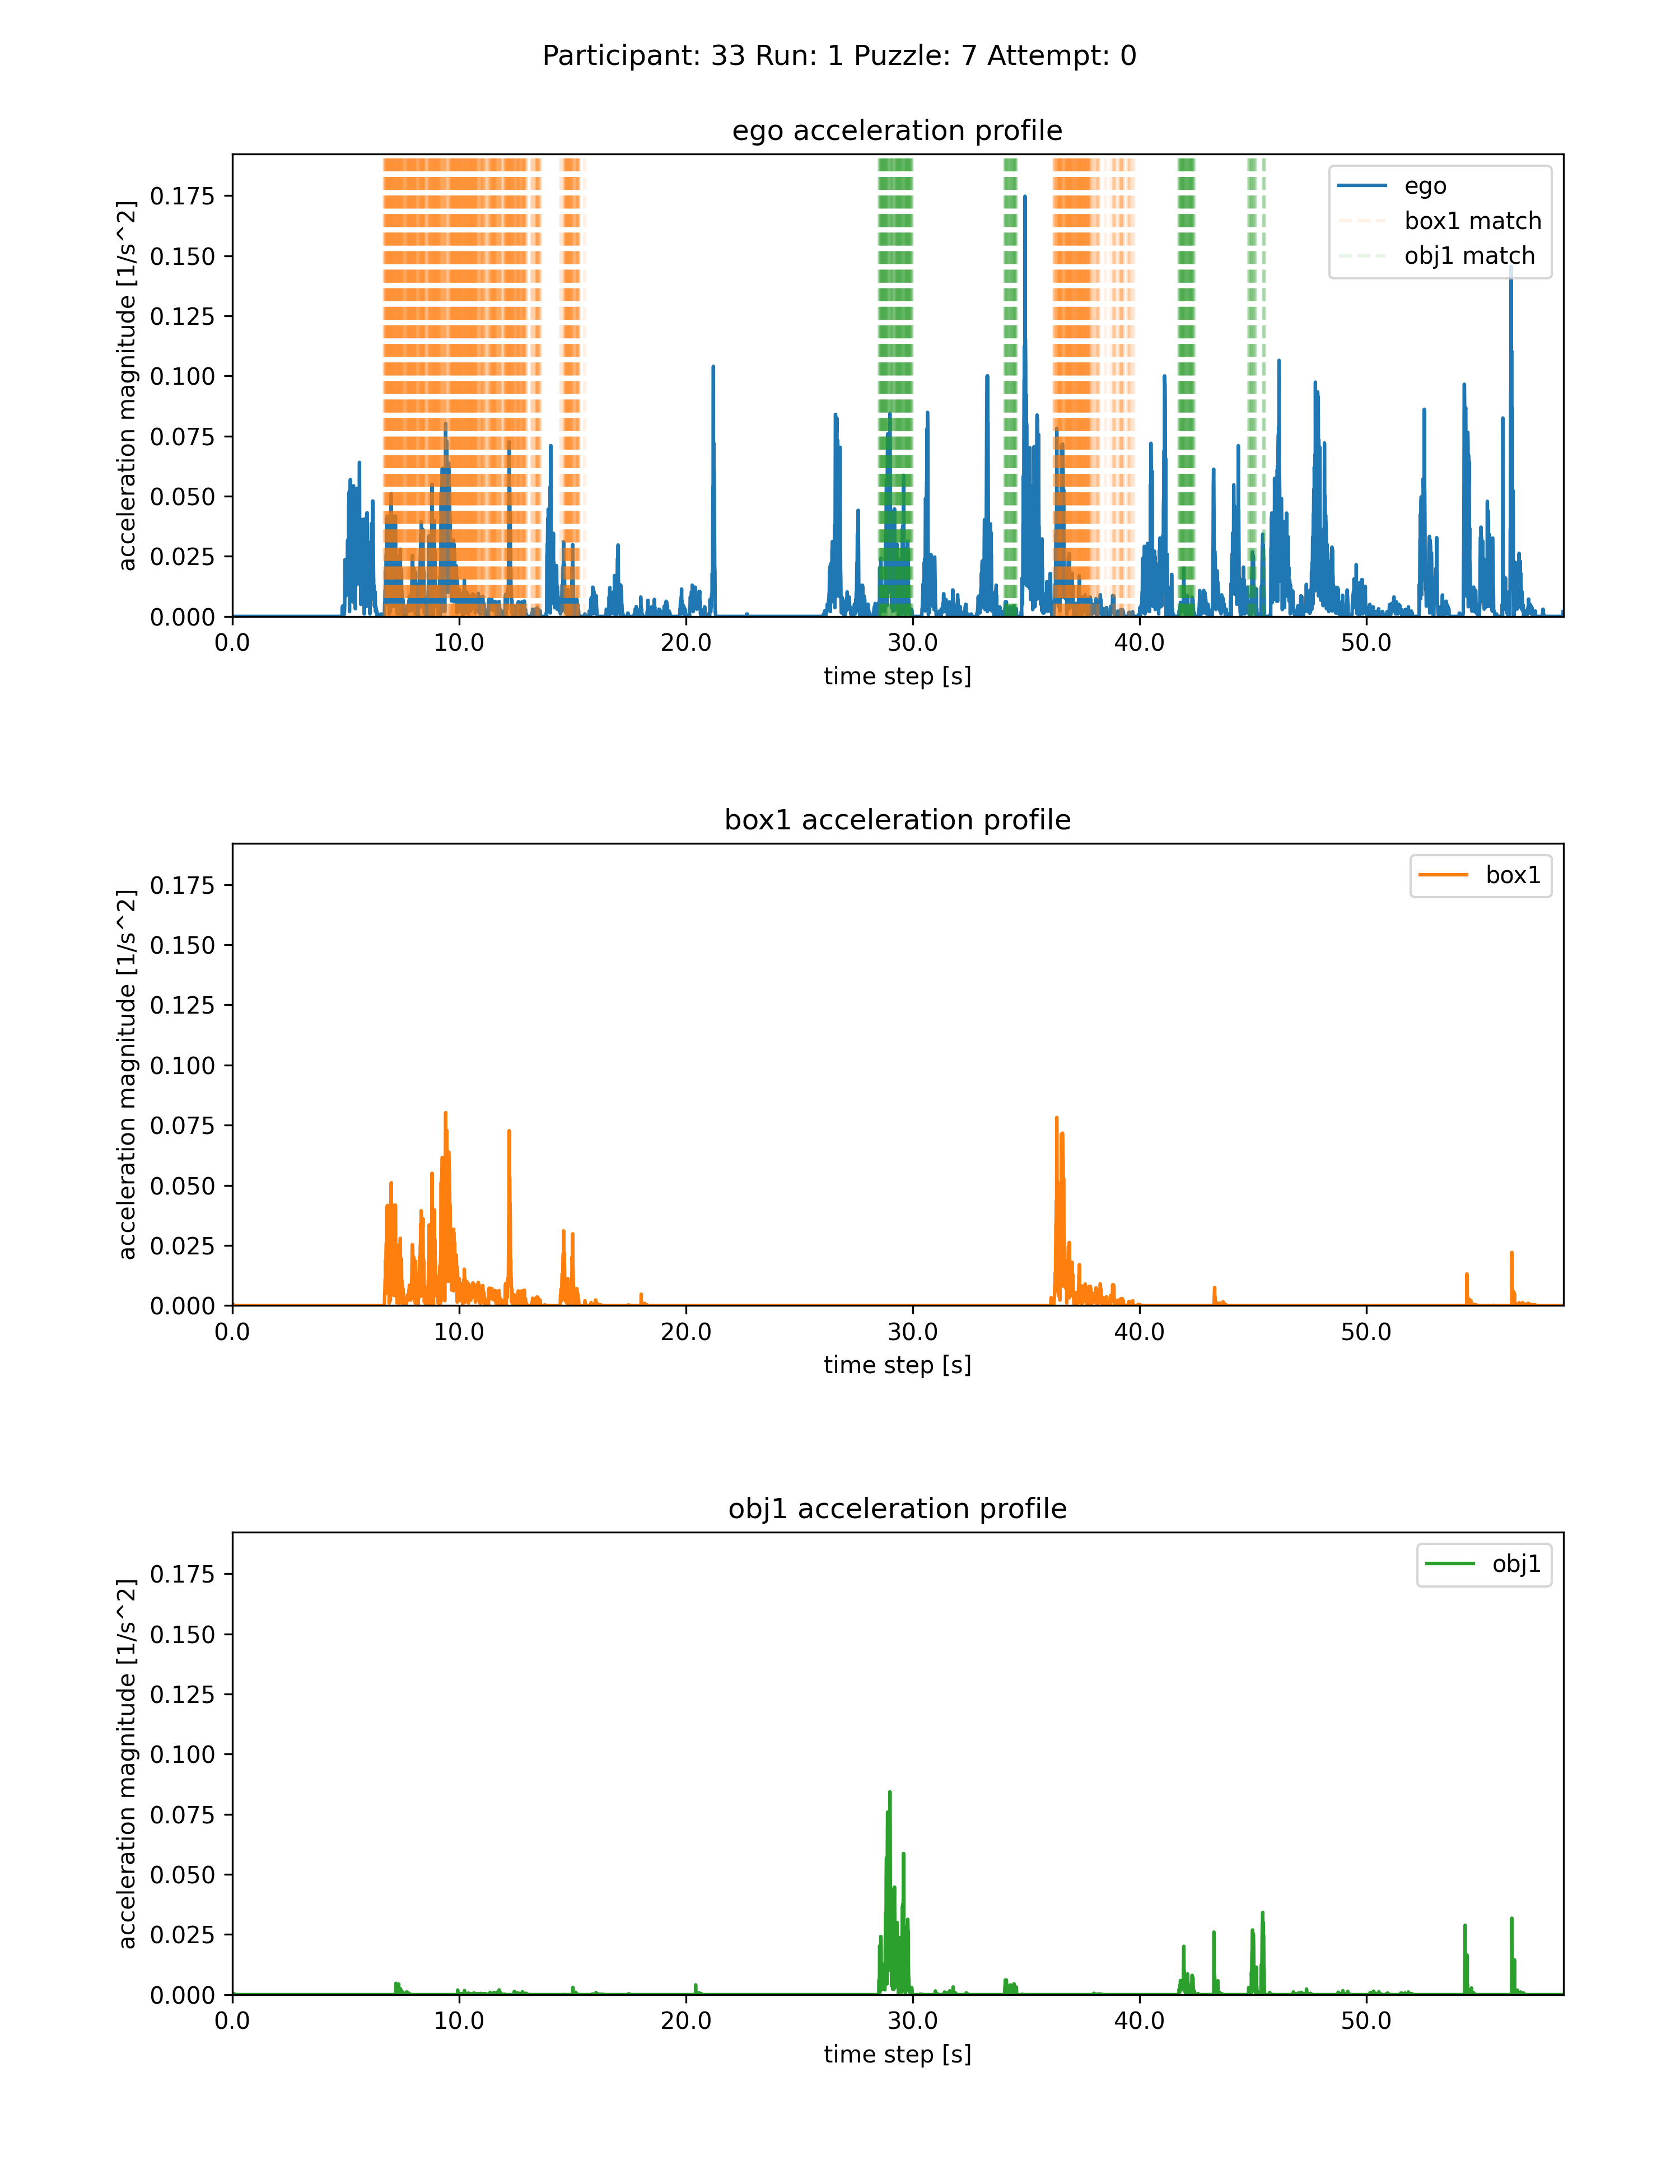 Participant: 33 Run: 1 Puzzle: 7 Attempt: 0
ego acceleration profile
acceleration magnitude [1/s^2]
0.175
0.150
0.125
0.100
0.075
0.050
0.025
0.000
ego
box1 match
obj1 match
0.0 10.0 20.0 30.0 40.0 50.0
time step [s]
box1 acceleration profile
acceleration magnitude [1/s^2]
0.175
0.150
0.125
0.100
0.075
0.050
0.025
0.000
box1
0.0 10.0 20.0 30.0 40.0 50.0
time step [s]
obj1 acceleration profile
acceleration magnitude [1/s^2]
0.175
0.150
0.125
0.100
0.075
0.050
0.025
0.000
obj1
0.0 10.0 20.0 30.0 40.0 50.0
time step [s]